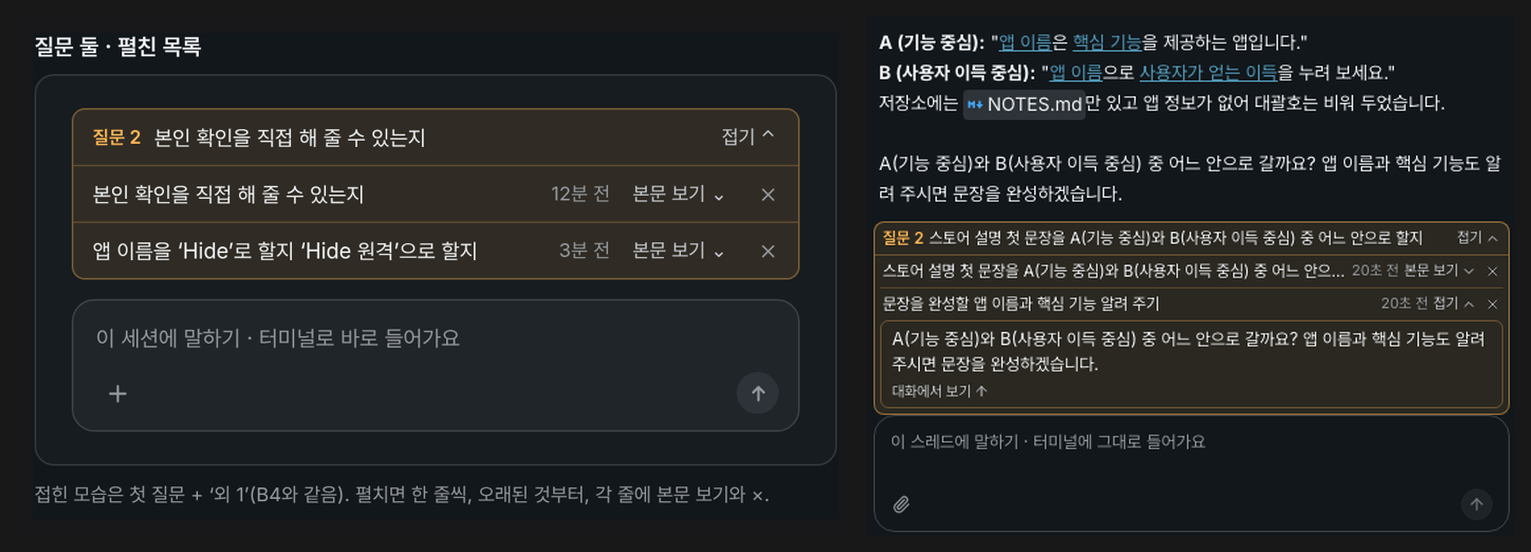 질문 둘 · 펼친 목록
질문 2 본인 확인을 직접 해 줄 수 있는지 접기
본인 확인을 직접 해 줄 수 있는지 12분 전 본문 보기
앱 이름을 ‘Hide’로 할지 ‘Hide 원격’으로 할지 3분 전 본문 보기
이 세션에 말하기 · 터미널로 바로 들어가요
접힌 모습은 첫 질문 + ‘외 1’(B4와 같음). 펼치면 한 줄씩, 오래된 것부터, 각 줄에 본문 보기와 ×.
A (기능 중심): "앱 이름은 핵심 기능을 제공하는 앱입니다."
B (사용자 이득 중심): "앱 이름으로 사용자가 얻는 이득을 누려 보세요."
저장소에는 NOTES.md만 있고 앱 정보가 없어 대괄호는 비워 두었습니다.
A(기능 중심)와 B(사용자 이득 중심) 중 어느 안으로 갈까요? 앱 이름과 핵심 기능도 알
려 주시면 문장을 완성하겠습니다.
질문 2 스토어 설명 첫 문장을 A(기능 중심)와 B(사용자 이득 중심) 중 어느 안으로 할지 접기
스토어 설명 첫 문장을 A(기능 중심)와 B(사용자 이득 중심) 중 어느 안으... 20초 전 본문 보기
문장을 완성할 앱 이름과 핵심 기능 알려 주기 20초 전 접기
A(기능 중심)와 B(사용자 이득 중심) 중 어느 안으로 갈까요? 앱 이름과 핵심 기능도 알려
주시면 문장을 완성하겠습니다.
대화에서 보기 ↑
이 스레드에 말하기 · 터미널에 그대로 들어가요